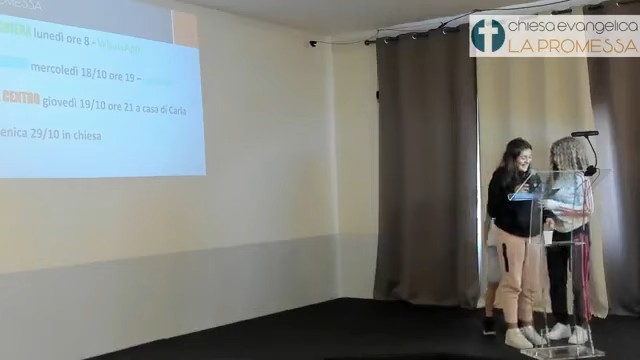 lunedì ore 8 -
mercoledì 18/10 ore 19 –
CENTRO giovedì 19/10 ore 21 a casa di Carla
29/10 in chiesa
chiesa evangelica
LA PROMESSA